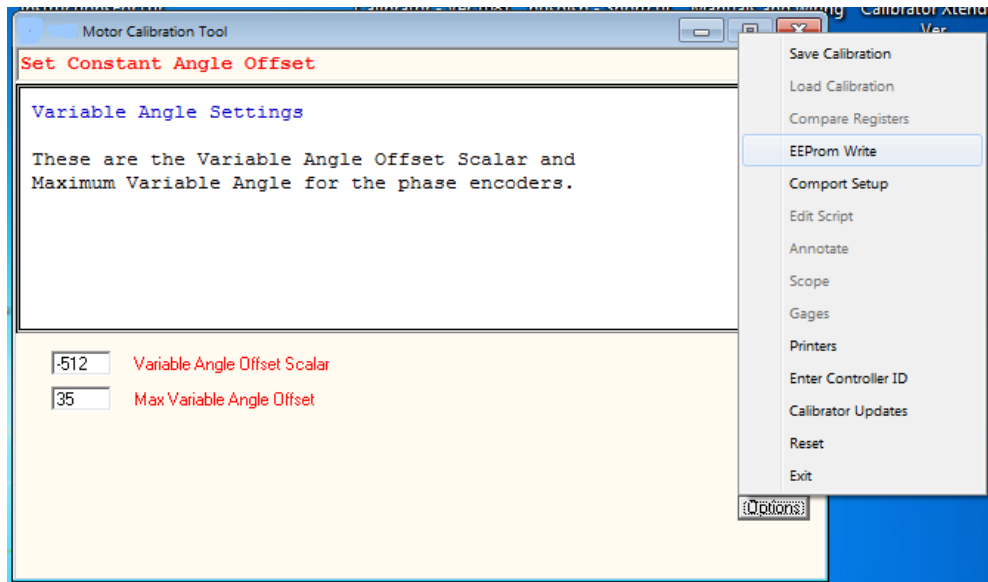 Motor Calibration Tool
Set Constant Angle Offset
Variable Angle Settings
These are the Variable Angle Offset Scalar and
Maximum Variable Angle for the phase encoders.
-512 Variable Angle Offset Scalar
35 Max Variable Angle Offset
Save Calibration
Load Calibration
Compare Registers
EEProm Write
Comport Setup
Edit Script
Annotate
Scope
Gages
Printers
Enter Controller ID
Calibrator Updates
Reset
Exit
(Options)